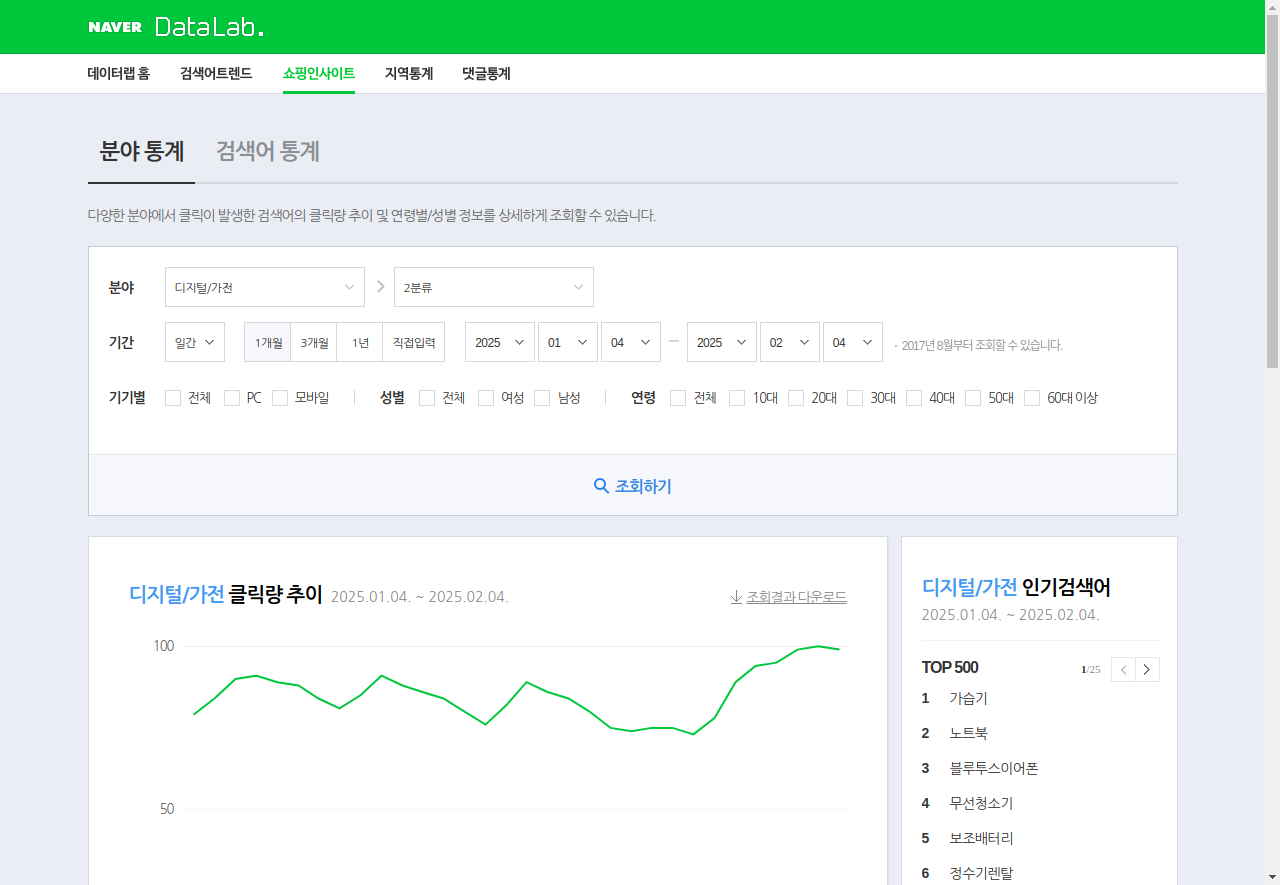 NAVER DataLab.
데이터랩 홈 검색어트렌드 쇼핑인사이트 지역통계 댓글통계
분야 통계 검색어 통계
다양한 분야에서 클릭이 발생한 검색어의 클릭량 추이 및 연령별/성별 정보를 상세하게 조회할 수 있습니다.
분야 디지털/가전 > 2분류
기간 일간 1개월 3개월 1년 직접입력 2025 01 04 – 2025 02 04 · 2017년 8월부터 조회할 수 있습니다.
기기별 전체 PC 모바일 성별 전체 여성 남성 연령 전체 10대 20대 30대 40대 50대 60대 이상
조회하기
디지털/가전 클릭량 추이 2025.01.04. ~ 2025.02.04. 조회결과 다운로드
100
50
디지털/가전 인기검색어
2025.01.04. ~ 2025.02.04.
TOP 500 1/25
1 가습기
2 노트북
3 블루투스이어폰
4 무선청소기
5 보조배터리
6 정수기렌탈